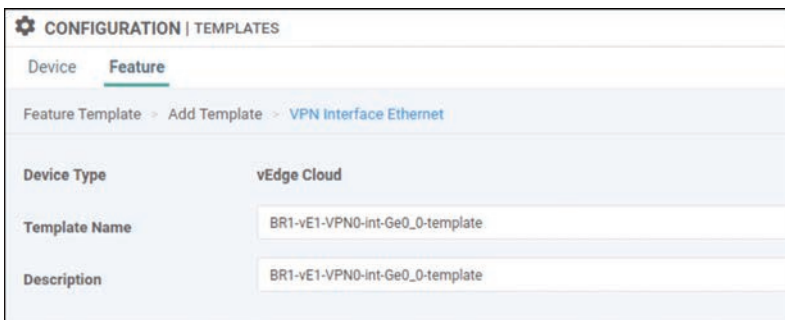 CONFIGURATION | TEMPLATES
Device Feature
Feature Template > Add Template > VPN Interface Ethernet
Device Type vEdge Cloud
Template Name BR1-vE1-VPN0-int-Ge0_0-template
Description BR1-vE1-VPN0-int-Ge0_0-template